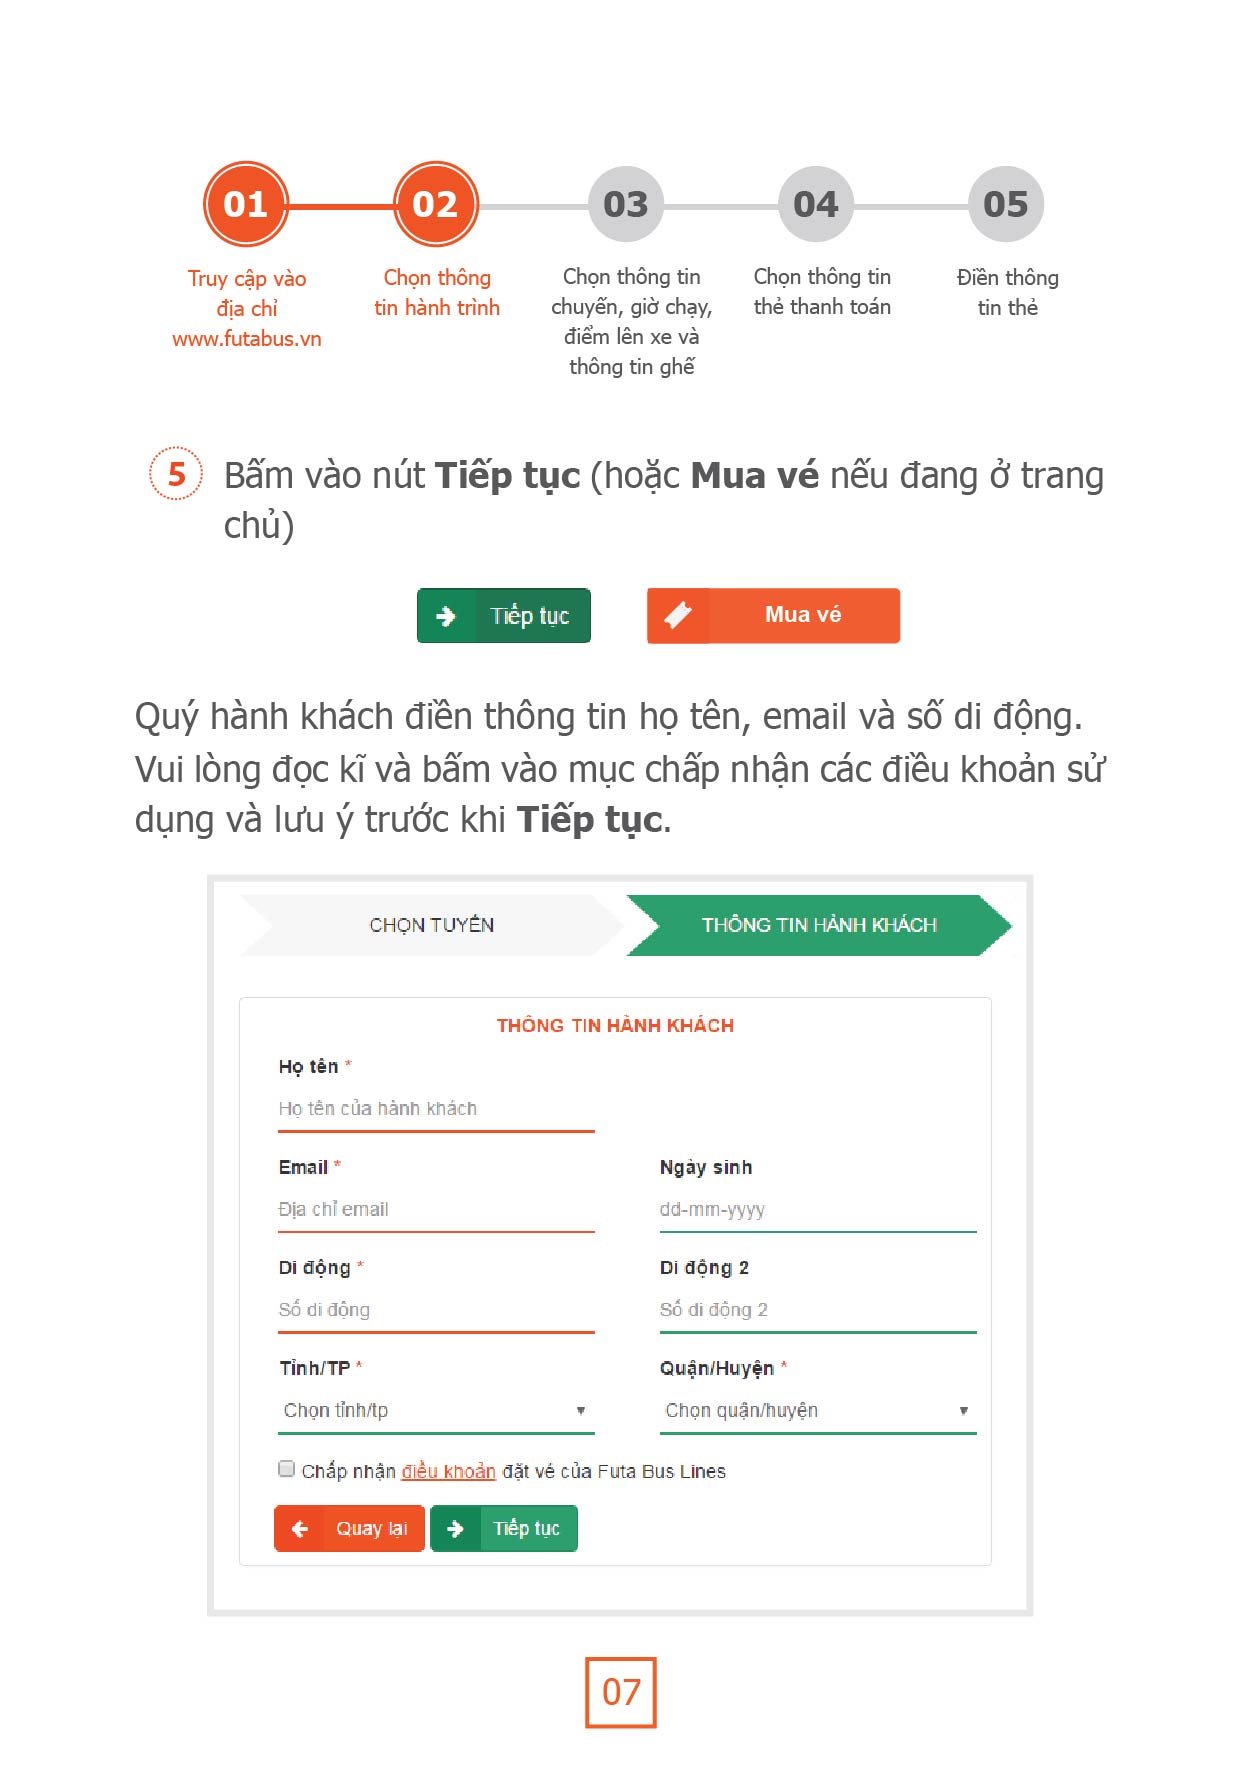 01
02
03
04
05
Truy cập vào
địa chỉ
www.futabus.vn
Chọn thông
tin hành trình
Chọn thông tin
chuyến, giờ chạy,
điểm lên xe và
thông tin ghế
Chọn thông tin
thẻ thanh toán
Điền thông
tin thẻ
5 Bấm vào nút Tiếp tục (hoặc Mua vé nếu đang ở trang
chủ)
Tiếp tục
Mua vé
Quý hành khách điền thông tin họ tên, email và số di động.
Vui lòng đọc kĩ và bấm vào mục chấp nhận các điều khoản sử
dụng và lưu ý trước khi Tiếp tục.
CHỌN TUYẾN
THÔNG TIN HÀNH KHÁCH
THÔNG TIN HÀNH KHÁCH
Họ tên *
Họ tên của hành khách
Email *
Ngày sinh
Địa chỉ email
dd-mm-yyyy
Di động *
Di động 2
Số di động
Số di động 2
Tỉnh/TP *
Quận/Huyện *
Chọn tỉnh/tp
Chọn quận/huyện
Chấp nhận điều khoản đặt vé của Futa Bus Lines
Quay lại
Tiếp tục
07